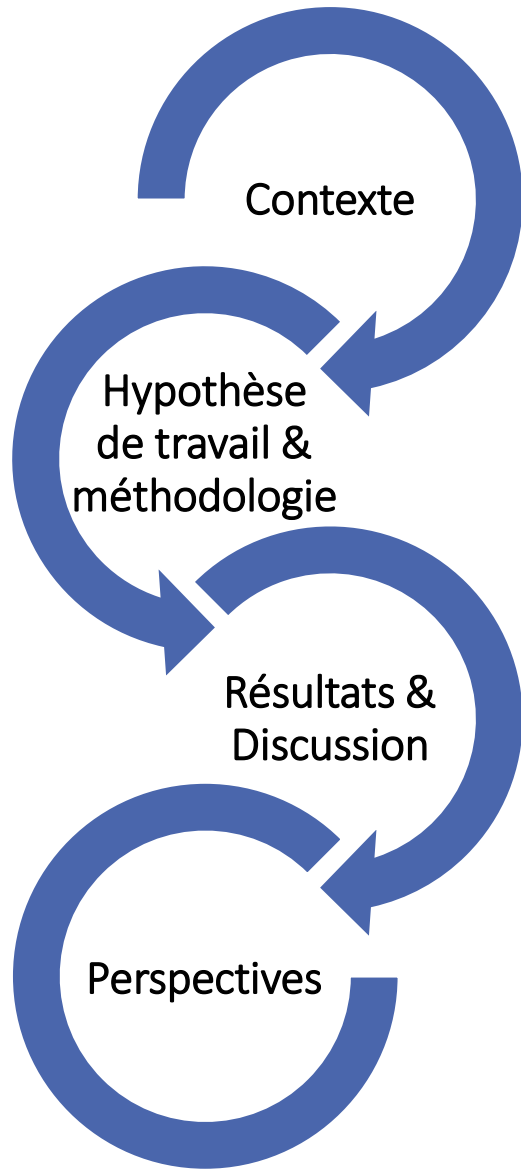 Contexte
Hypothèse
de travail &
méthodologie
Résultats &
Discussion
Perspectives